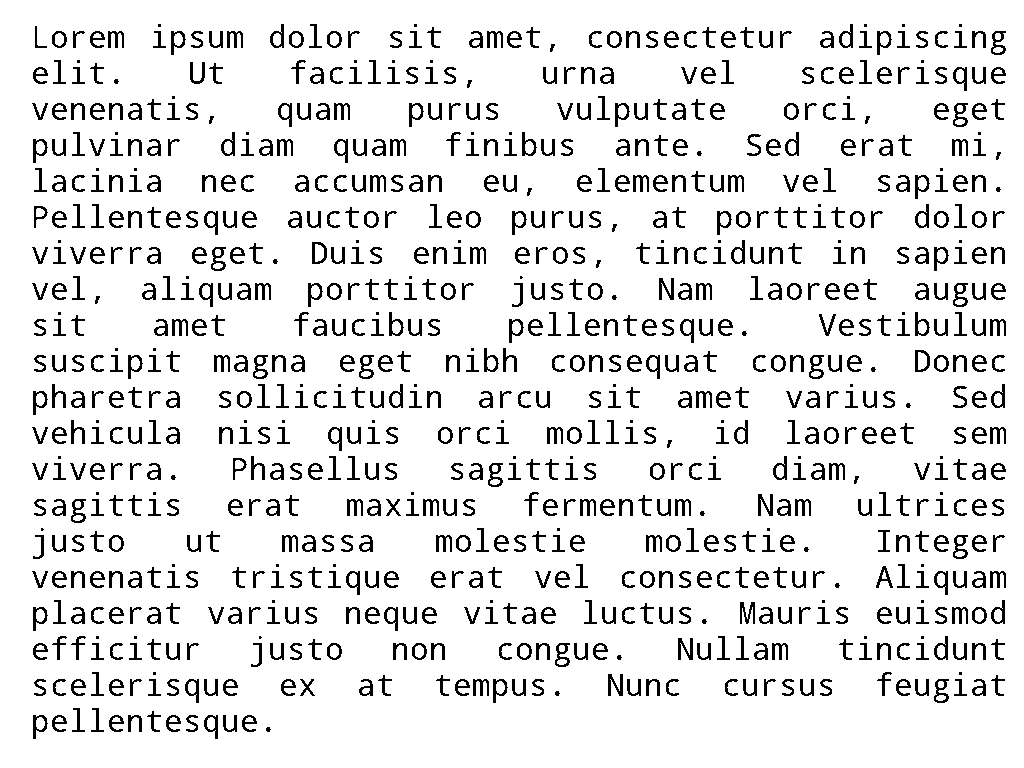 Lorem ipsum dolor sit amet, consectetur adipiscing
elit. Ut facilisis, urna vel scelerisque
venenatis, quam purus vulputate orci, eget
pulvinar diam quam finibus ante. Sed erat mi,
lacinia nec accumsan eu, elementum vel sapien.
Pellentesque auctor leo purus, at porttitor dolor
viverra eget. Duis enim eros, tincidunt in sapien
vel, aliquam porttitor justo. Nam laoreet augue
sit amet faucibus pellentesque. Vestibulum
suscipit magna eget nibh consequat congue. Donec
pharetra sollicitudin arcu sit amet varius. Sed
vehicula nisi quis orci mollis, id laoreet sem
viverra. Phasellus sagittis orci diam, vitae
sagittis erat maximus fermentum. Nam ultrices
justo ut massa molestie molestie. Integer
venenatis tristique erat vel consectetur. Aliquam
placerat varius neque vitae luctus. Mauris euismod
efficitur justo non congue. Nullam tincidunt
scelerisque ex at tempus. Nunc cursus feugiat
pellentesque.